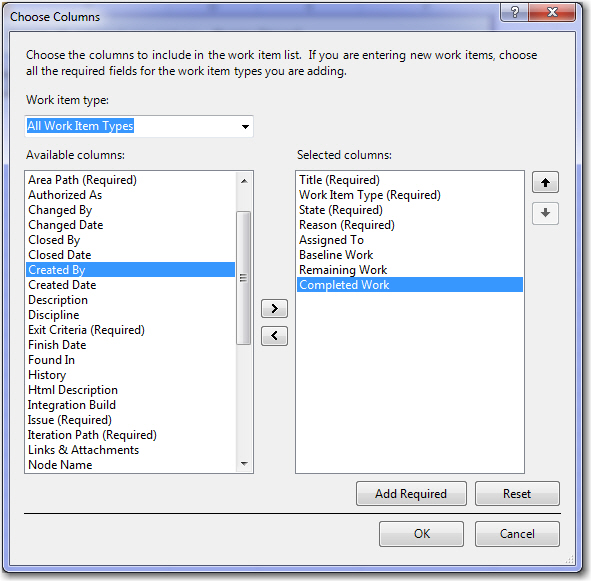 Choose Columns
?
Choose the columns to include in the work item list. If you are entering new work items, choose
all the required fields for the work item types you are adding.
Work item type:
All Work Item Types
Available columns:
Area Path (Required)
Authorized As
Changed By
Changed Date
Closed By
Closed Date
Created By
Created Date
Description
Discipline
Exit Criteria (Required)
Finish Date
Found In
History
Html Description
Integration Build
Issue (Required)
Iteration Path (Required)
Links & Attachments
Node Name
>
<
Selected columns:
Title (Required)
Work Item Type (Required)
State (Required)
Reason (Required)
Assigned To
Baseline Work
Remaining Work
Completed Work
Add Required
Reset
OK
Cancel